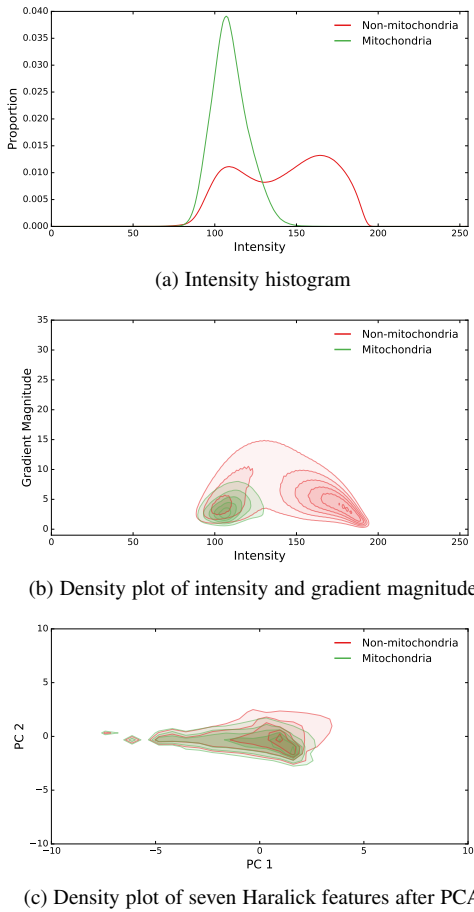 0.040
0.035
0.030
0.025
0.020
0.015
0.010
0.005
0.000
Proportion
Non-mitochondria
Mitochondria
0 50 100 150 200 250
Intensity
(a) Intensity histogram
35
30
25
20
15
10
5
0
Gradient Magnitude
Non-mitochondria
Mitochondria
0 50 100 150 200 250
Intensity
(b) Density plot of intensity and gradient magnitude
10
5
0
−5
−10
PC 2
Non-mitochondria
Mitochondria
−10 −5 0 5 10
PC 1
(c) Density plot of seven Haralick features after PCA